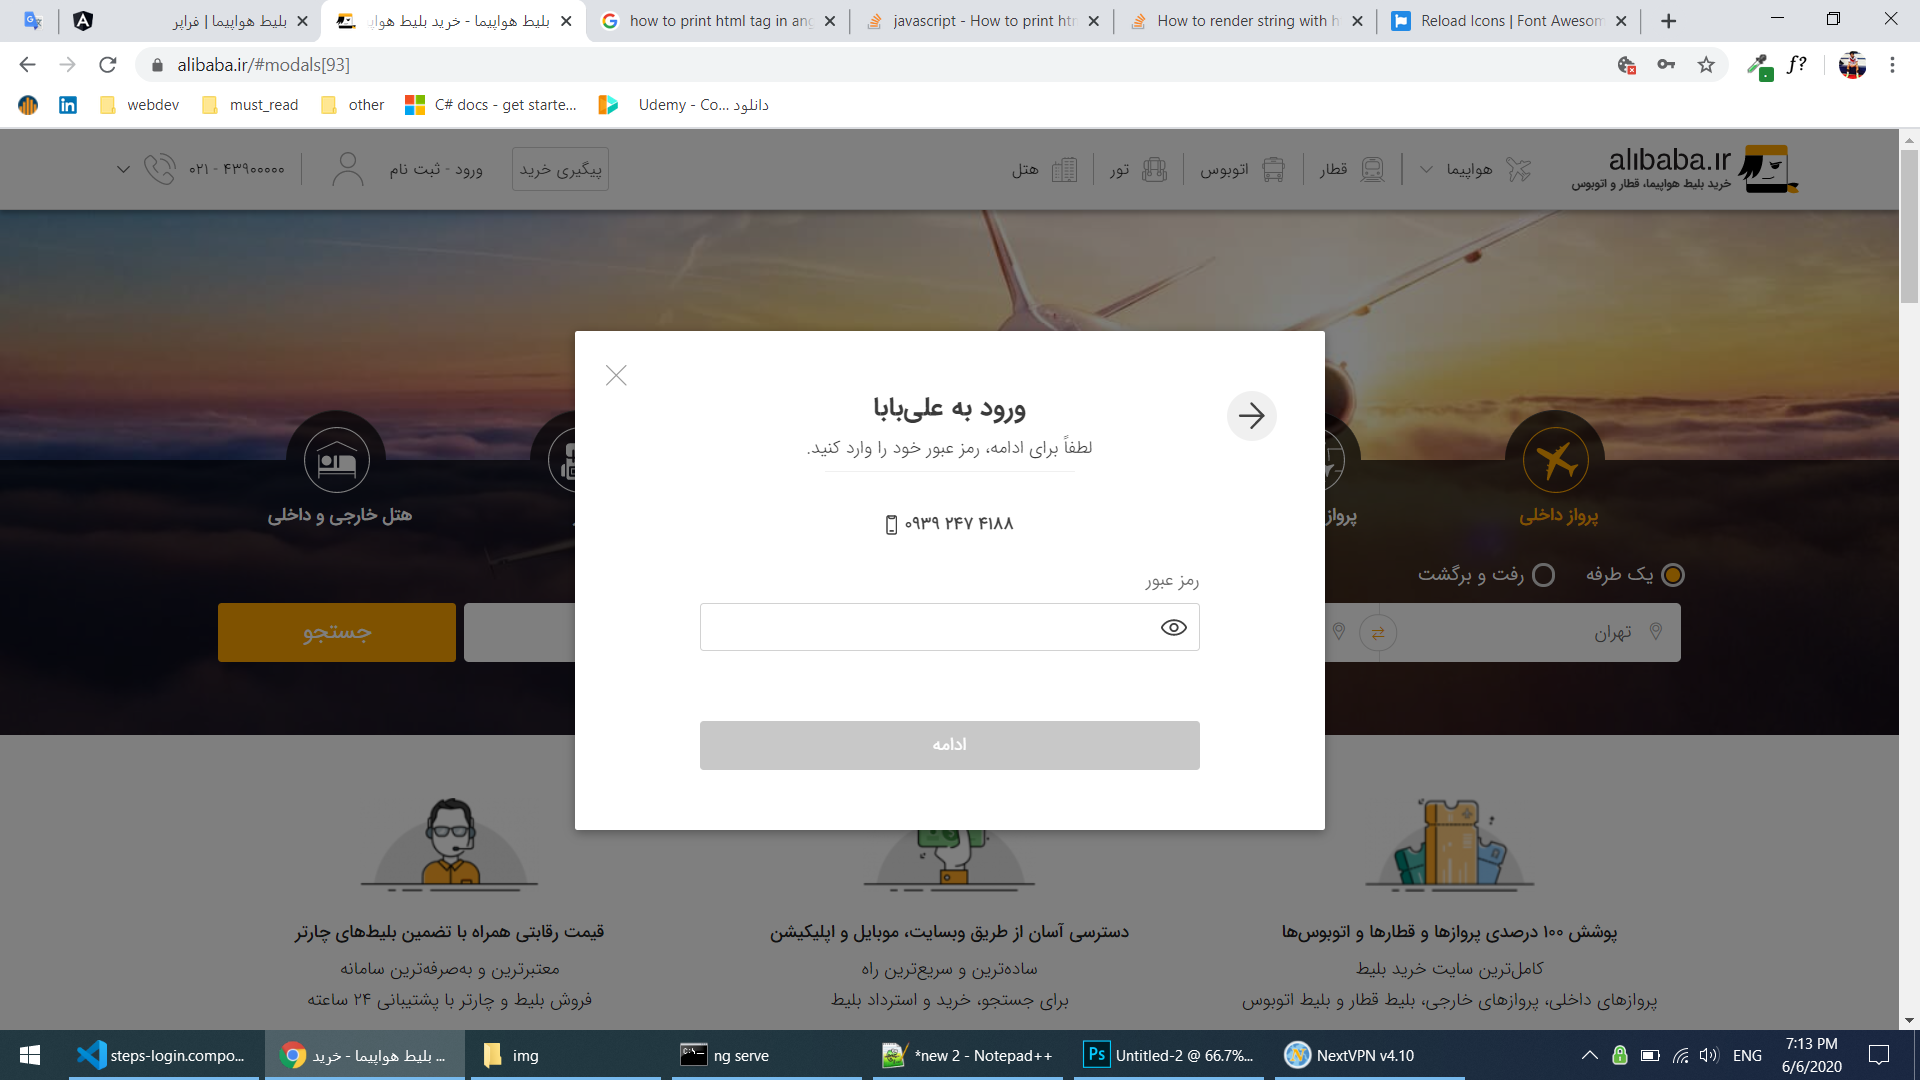 بلیط هواپیما | فراپر
بلیط هواپیما - خرید بلیط هواپی
how to print html tag in ang
javascript - How to print htm
How to render string with h
Reload Icons | Font Awesom
alibaba.ir/#modals[93]
f?
webdev
must_read
other
C# docs - get starte...
Udemy - Co... دانلود
alibaba.ir
خرید بلیط هواپیما، قطار و اتوبوس
هواپیما
قطار
اتوبوس
تور
هتل
پیگیری خرید
ورود - ثبت نام
۰۲۱ - ۴۳۹۰۰۰۰۰
ورود به علی‌بابا
لطفاً برای ادامه، رمز عبور خود را وارد کنید.
۰۹۳۹ ۲۴۷ ۴۱۸۸
رمز عبور
ادامه
پرواز داخلی
پرواز
هتل خارجی و داخلی
یک طرفه
رفت و برگشت
تهران
جستجو
پوشش ۱۰۰ درصدی پروازها و قطارها و اتوبوس‌ها
کامل‌ترین سایت خرید بلیط
پروازهای داخلی، پروازهای خارجی، بلیط قطار و بلیط اتوبوس
دسترسی آسان از طریق وبسایت، موبایل و اپلیکیشن
ساده‌ترین و سریع‌ترین راه
برای جستجو، خرید و استرداد بلیط
قیمت رقابتی همراه با تضمین بلیط‌های چارتر
معتبرترین و به‌صرفه‌ترین سامانه
فروش بلیط و چارتر با پشتیبانی ۲۴ ساعته
steps-login.compo...
بلیط هواپیما - خرید ...
img
ng serve
*new 2 - Notepad++
Ps
Untitled-2 @ 66.7%...
NextVPN v4.10
ENG
7:13 PM
6/6/2020